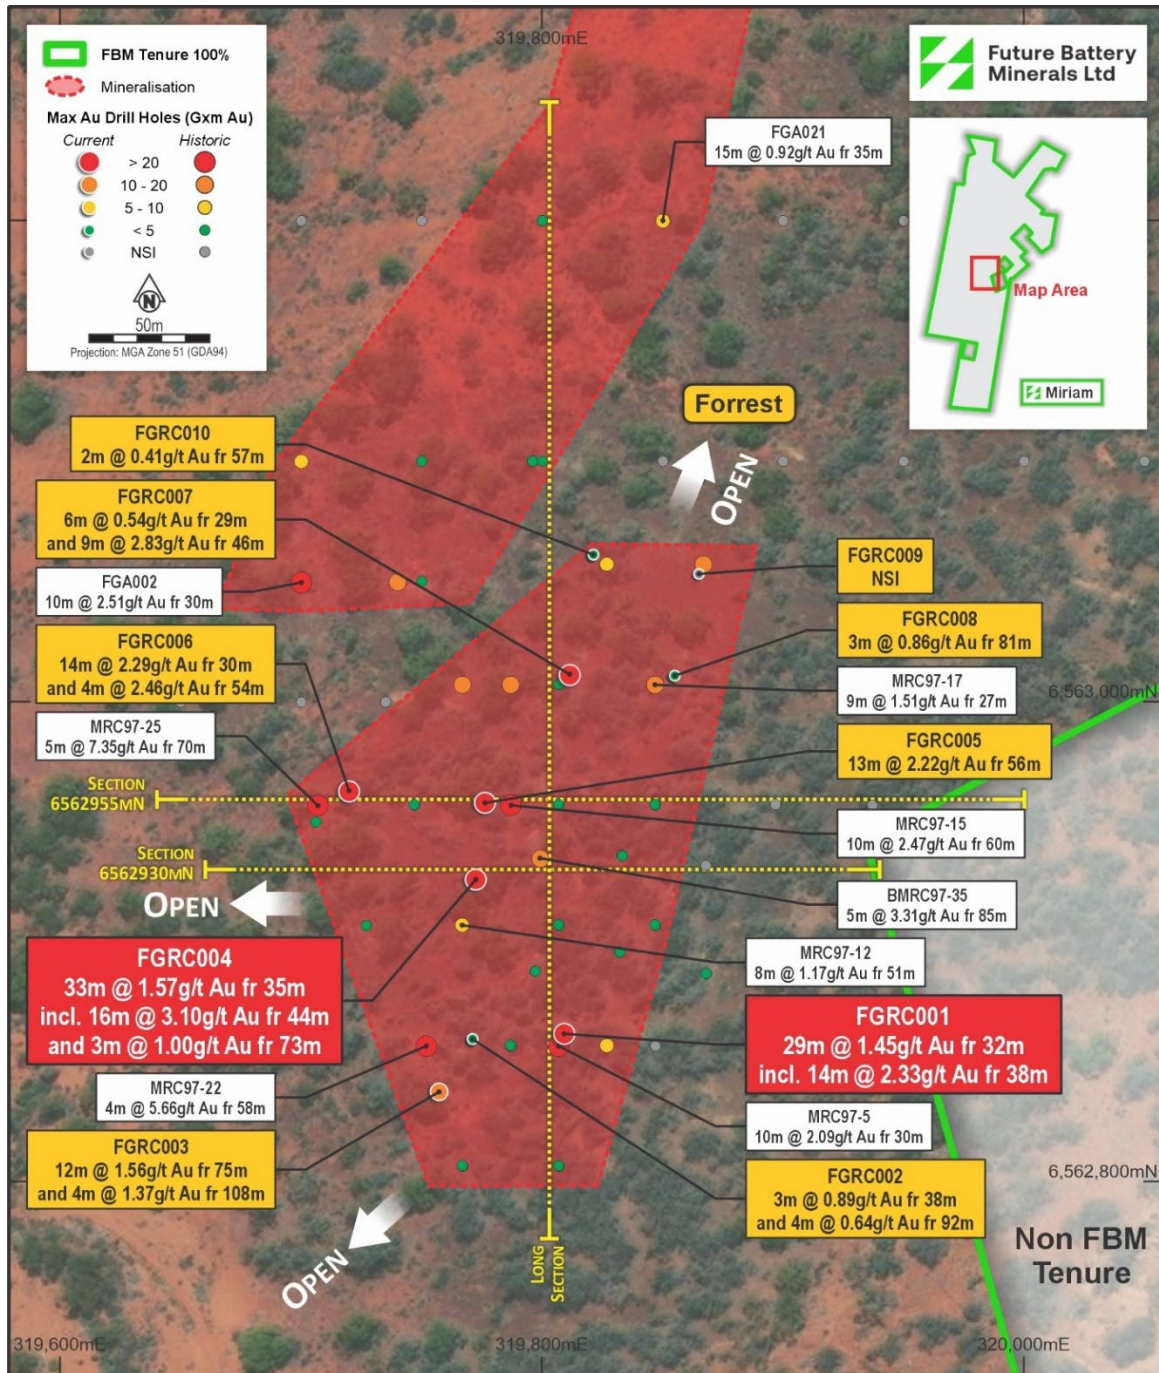 319,800mE
FBM Tenure 100%
Mineralisation
Max Au Drill Holes (Gxm Au)
Current Historic
> 20
10 - 20
5 - 10
< 5
NSI
N
50m
Projection: MGA Zone 51 (GDA94)
Future Battery
Minerals Ltd
Map Area
Miriam
FGA021
15m @ 0.92g/t Au fr 35m
Forrest
OPEN
FGRC010
2m @ 0.41g/t Au fr 57m
FGRC007
6m @ 0.54g/t Au fr 29m
and 9m @ 2.83g/t Au fr 46m
FGA002
10m @ 2.51g/t Au fr 30m
FGRC006
14m @ 2.29g/t Au fr 30m
and 4m @ 2.46g/t Au fr 54m
MRC97-25
5m @ 7.35g/t Au fr 70m
SECTION
6562955MN
SECTION
6562930MN
OPEN
FGRC004
33m @ 1.57g/t Au fr 35m
incl. 16m @ 3.10g/t Au fr 44m
and 3m @ 1.00g/t Au fr 73m
MRC97-22
4m @ 5.66g/t Au fr 58m
FGRC003
12m @ 1.56g/t Au fr 75m
and 4m @ 1.37g/t Au fr 108m
OPEN
FGRC009
NSI
FGRC008
3m @ 0.86g/t Au fr 81m
MRC97-17
9m @ 1.51g/t Au fr 27m
6,563,000mN
FGRC005
13m @ 2.22g/t Au fr 56m
MRC97-15
10m @ 2.47g/t Au fr 60m
BMRC97-35
5m @ 3.31g/t Au fr 85m
MRC97-12
8m @ 1.17g/t Au fr 51m
FGRC001
29m @ 1.45g/t Au fr 32m
incl. 14m @ 2.33g/t Au fr 38m
MRC97-5
10m @ 2.09g/t Au fr 30m
FGRC002
3m @ 0.89g/t Au fr 38m
and 4m @ 0.64g/t Au fr 92m
6,562,800mN
Non FBM
Tenure
LONG
SECTION
319,600mE
319,800mE
320,000mE